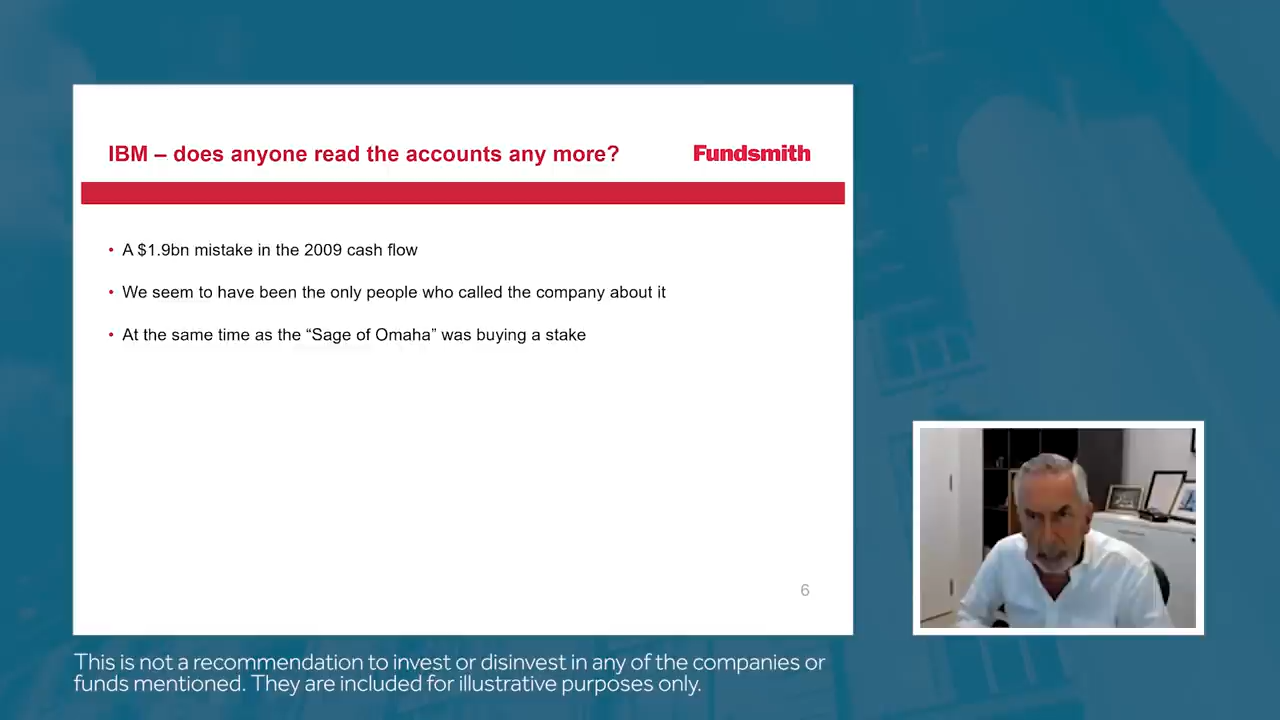 IBM – does anyone read the accounts any more?
Fundsmith
• A $1.9bn mistake in the 2009 cash flow
• We seem to have been the only people who called the company about it
• At the same time as the “Sage of Omaha” was buying a stake
6
This is not a recommendation to invest or disinvest in any of the companies or
funds mentioned. They are included for illustrative purposes only.